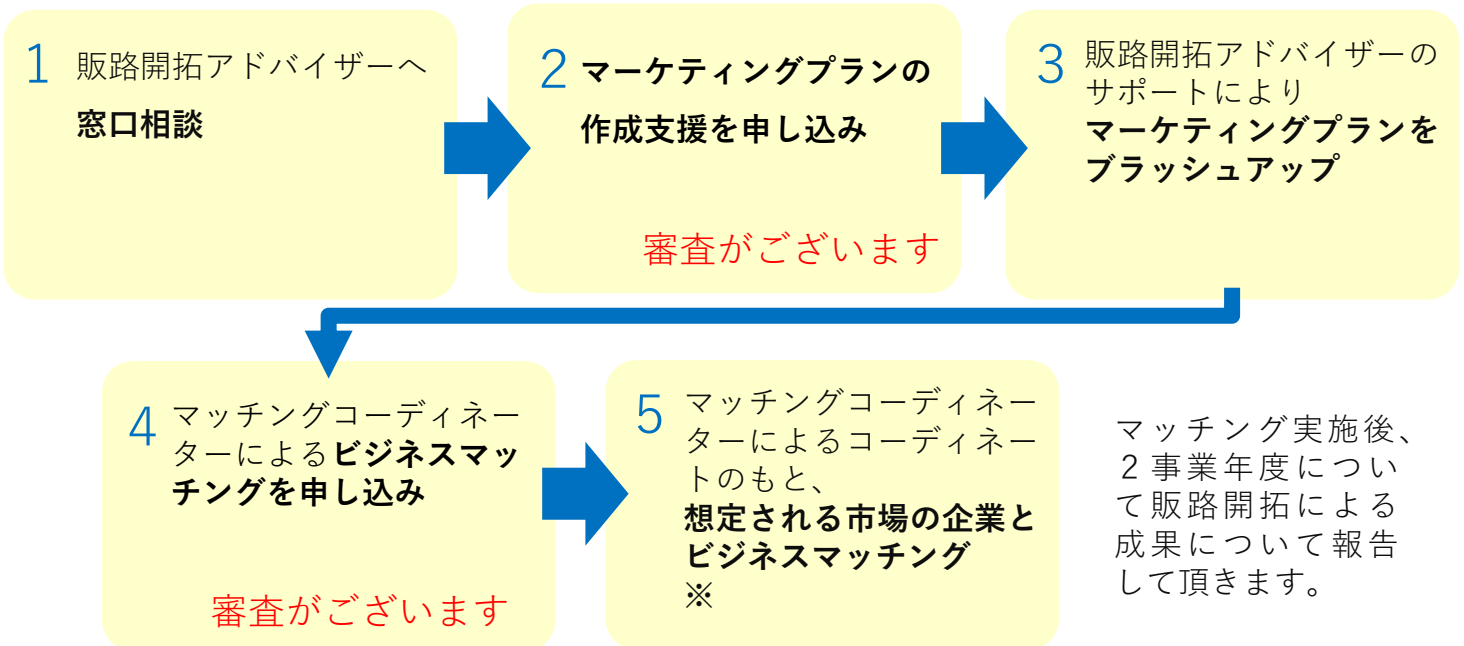 1 販路開拓アドバイザーへ
窓口相談
2 マーケティングプランの
作成支援を申し込み
審査がございます
3 販路開拓アドバイザーの
サポートにより
マーケティングプランを
ブラッシュアップ
4 マッチングコーディネー
ターによるビジネスマッ
チングを申し込み
審査がございます
5 マッチングコーディネー
ターによるコーディネー
トのもと、
想定される市場の企業と
ビジネスマッチング
※
マッチング実施後、
２事業年度につい
て販路開拓による
成果について報告
して頂きます。